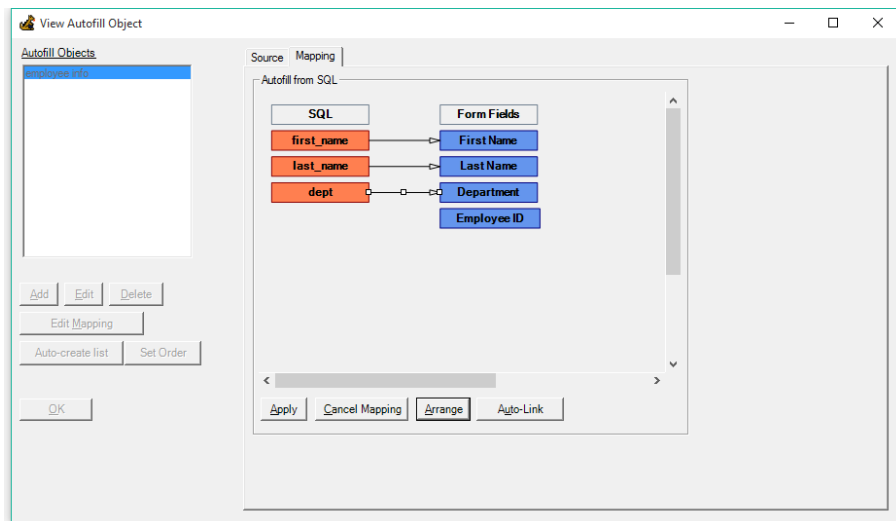 View Autofill Object
Autofill Objects
employee info
Add Edit Delete
Edit Mapping
Auto-create list Set Order
OK
Source Mapping
Autofill from SQL
SQL Form Fields
first_name First Name
last_name Last Name
dept Department
Employee ID
Apply Cancel Mapping Arrange Auto-Link